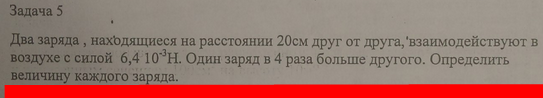 Задача 5
Два заряда , находящиеся на расстоянии 20см друг от друга, взаимодействуют в
воздухе с силой 6,4 10⁻³Н. Один заряд в 4 раза больше другого. Определить
величину каждого заряда.